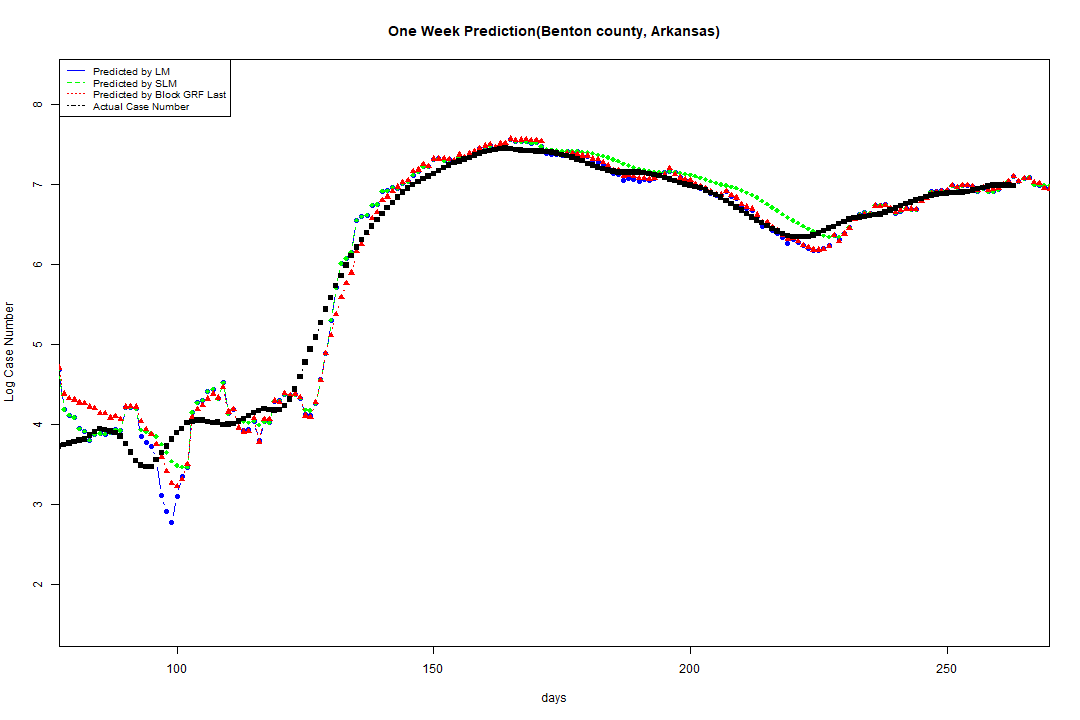 One Week Prediction(Benton county, Arkansas)
Predicted by LM
Predicted by SLM
Predicted by Block GRF Last
Actual Case Number
8
7
6
5
4
3
2
Log Case Number
100 150 200 250
days